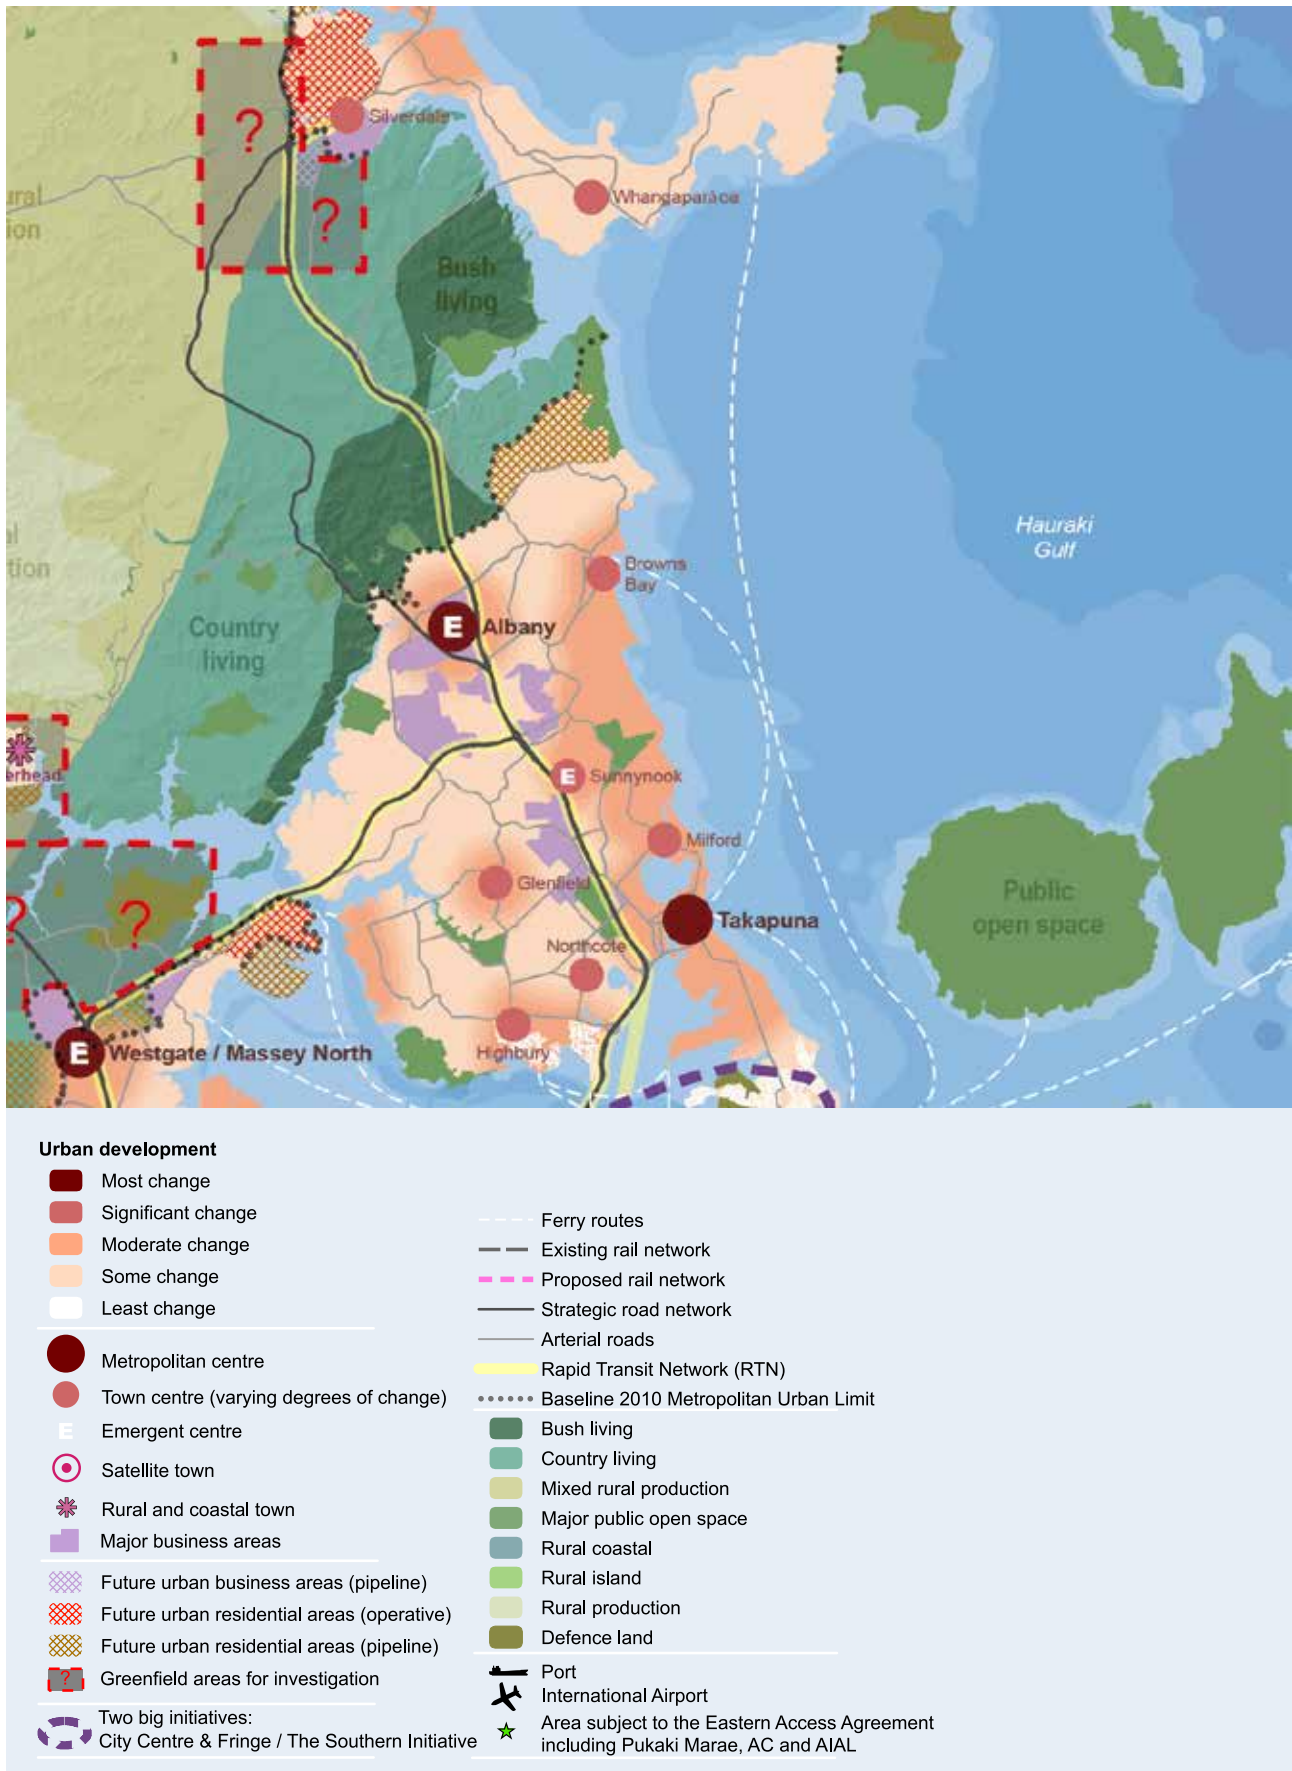 ?
Silverdale
ural
ion
?
Whangaparáoa
Bush
living
Hauraki
Gulf
al
tion
Browns
Bay
Country
living
E
Albany
erhead
E
Sunnynook
Milford
Glenfield
Public
open space
?
?
Takapuna
Northcote
E
Westgate / Massey North
Highbury
Urban development
Most change
Significant change
Moderate change
Some change
Least change
Metropolitan centre
Town centre (varying degrees of change)
E
Emergent centre
Satellite town
Rural and coastal town
Major business areas
Future urban business areas (pipeline)
Future urban residential areas (operative)
Future urban residential areas (pipeline)
?
Greenfield areas for investigation
Two big initiatives:
City Centre & Fringe / The Southern Initiative
Ferry routes
Existing rail network
Proposed rail network
Strategic road network
Arterial roads
Rapid Transit Network (RTN)
Baseline 2010 Metropolitan Urban Limit
Bush living
Country living
Mixed rural production
Major public open space
Rural coastal
Rural island
Rural production
Defence land
Port
International Airport
Area subject to the Eastern Access Agreement
including Pukaki Marae, AC and AIAL